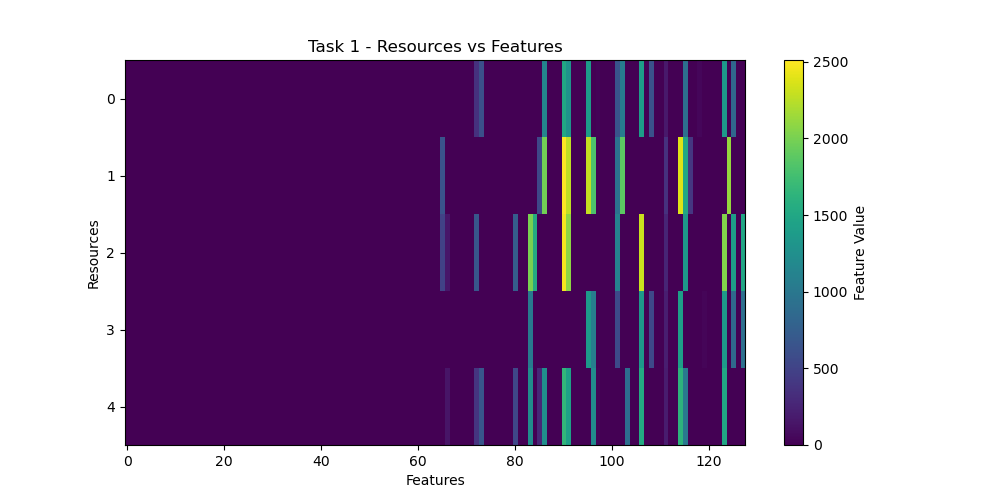 Task 1 - Resources vs Features
Resources
0
1
2
3
4
0 20 40 60 80 100 120
Features
2500
2000
1500
1000
500
0
Feature Value